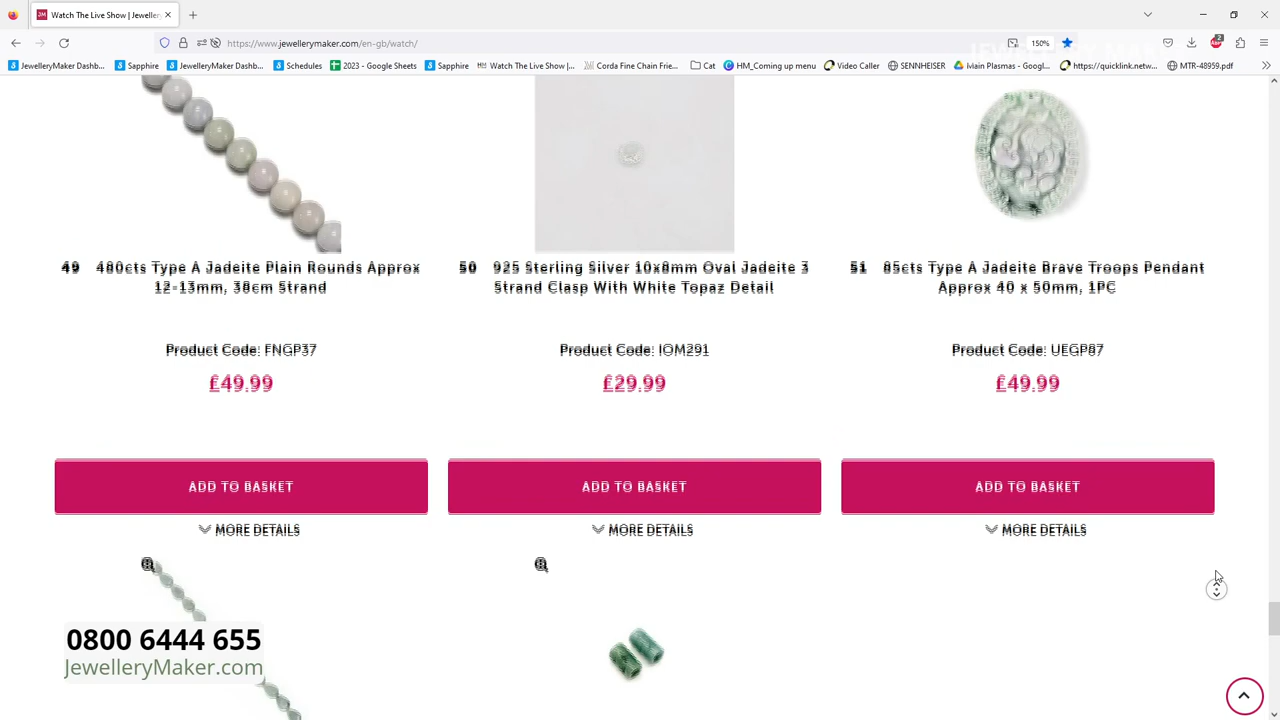 Watch The Live Show | Jeweller
https://www.jewellerymaker.com/en-gb/watch/
150%
2
JewelleryMaker Dashb...
Sapphire
JewelleryMaker Dashb...
Schedules
2023 - Google Sheets
Sapphire
Watch The Live Show |...
Corda Fine Chain Frie...
Cat
HM_Coming up menu
Video Caller
SENNHEISER
Main Plasmas - Googl...
https://quicklink.netw...
MTR-48959.pdf
49 480cts Type A Jadeite Plain Rounds Approx
12-13mm, 38cm Strand
Product Code: FNGP37
£49.99
ADD TO BASKET
MORE DETAILS
50 925 Sterling Silver 10x8mm Oval Jadeite 3
Strand Clasp With White Topaz Detail
Product Code: IOM291
£29.99
ADD TO BASKET
MORE DETAILS
51 85cts Type A Jadeite Brave Troops Pendant
Approx 40 x 50mm, 1PC
Product Code: UEGP87
£49.99
ADD TO BASKET
MORE DETAILS
0800 6444 655
JewelleryMaker.com